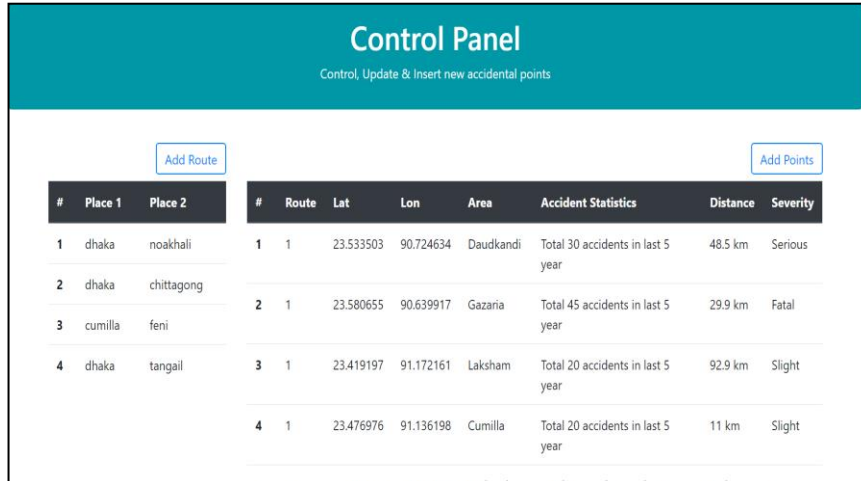 Control Panel
Control, Update & Insert new accidental points
Add Route
# Place 1 Place 2
1 dhaka noakhali
2 dhaka chittagong
3 cumilla feni
4 dhaka tangail
Add Points
# Route Lat Lon Area Accident Statistics Distance Severity
1 1 23.533503 90.724634 Daudkandi Total 30 accidents in last 5 48.5 km Serious
year
2 1 23.580655 90.639917 Gazaria Total 45 accidents in last 5 29.9 km Fatal
year
3 1 23.419197 91.172161 Laksham Total 20 accidents in last 5 92.9 km Slight
year
4 1 23.476976 91.136198 Cumilla Total 20 accidents in last 5 11 km Slight
year